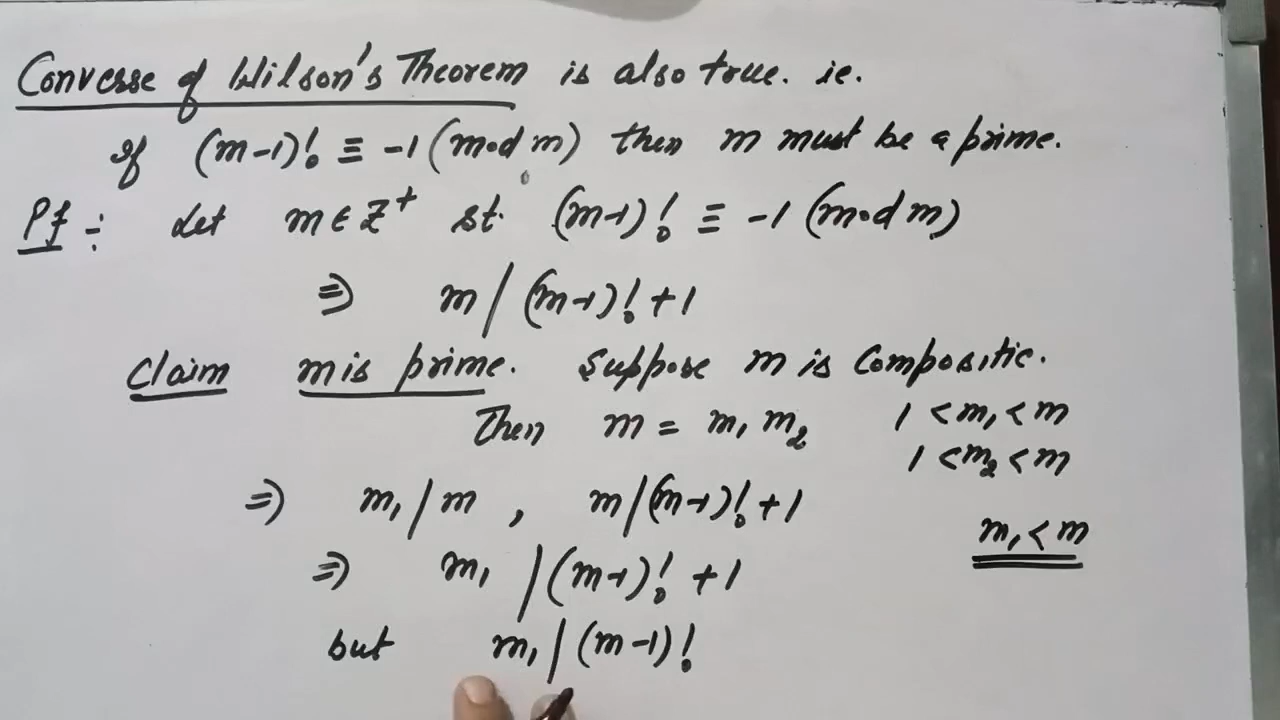 Converse of Wilson's Theorem is also true. ie.
If (m-1)! ≡ -1 (mod m) then m must be a prime.
Pf :- Let m ∈ Z⁺ st. (m-1)! ≡ -1 (mod m)
⇒ m / (m-1)! + 1
Claim m is prime. Suppose m is Composite.
Then m = m₁ m₂ 1 < m₁ < m
1 < m₂ < m
⇒ m₁ / m , m / (m-1)! + 1
m₁ < m
⇒ m₁ / (m-1)! + 1
but m₁ / (m-1)!